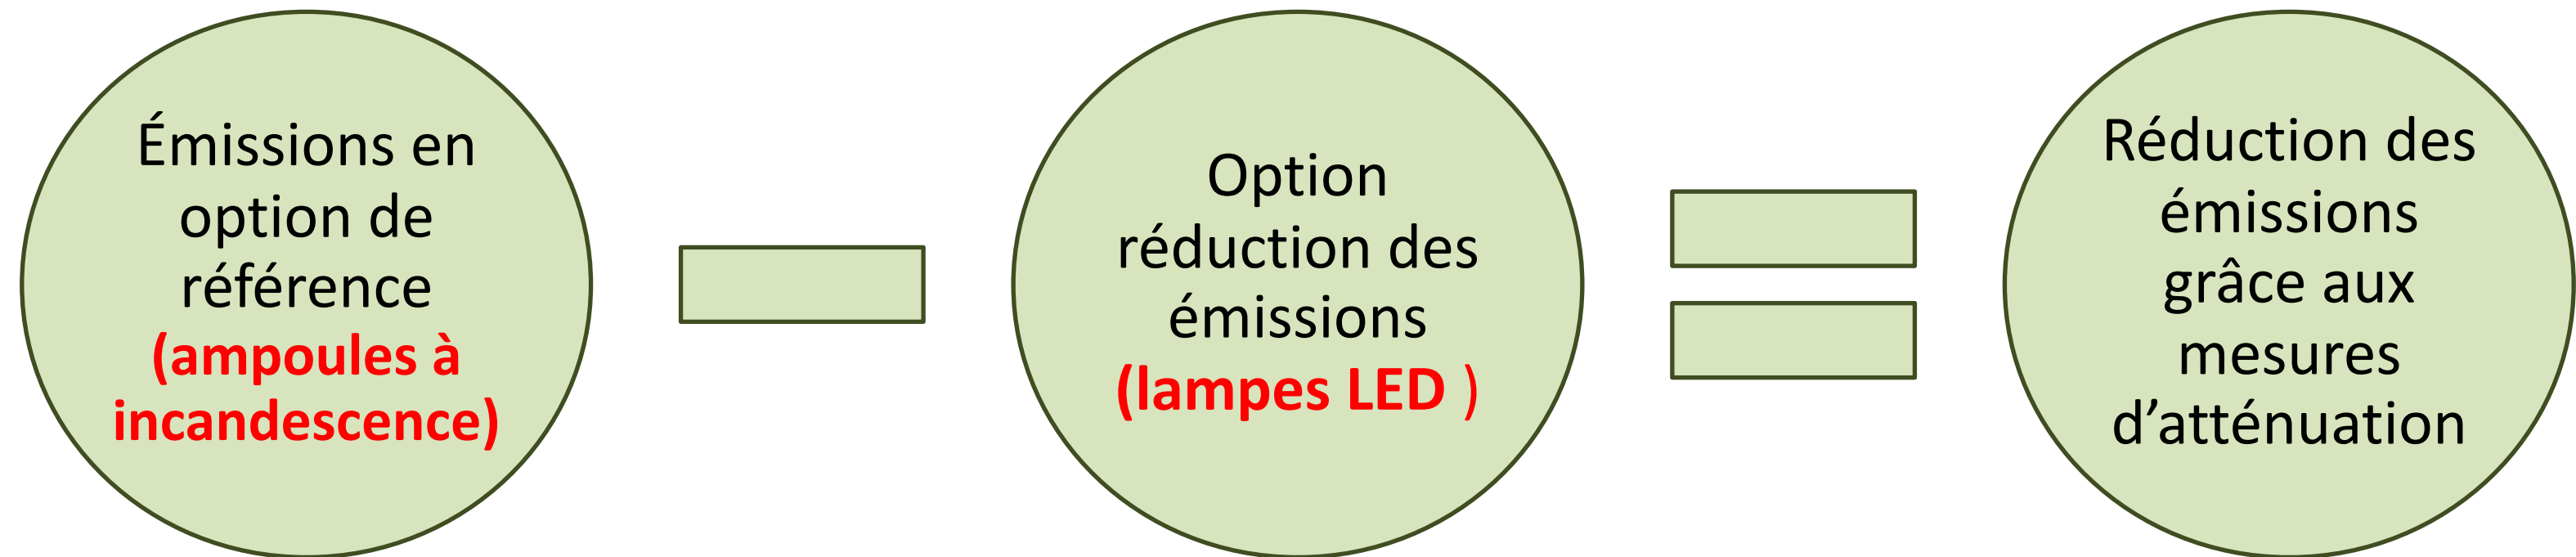 Émissions en
option de
référence
(ampoules à
incandescence)
Option
réduction des
émissions
(lampes LED )
Réduction des
émissions
grâce aux
mesures
d’atténuation